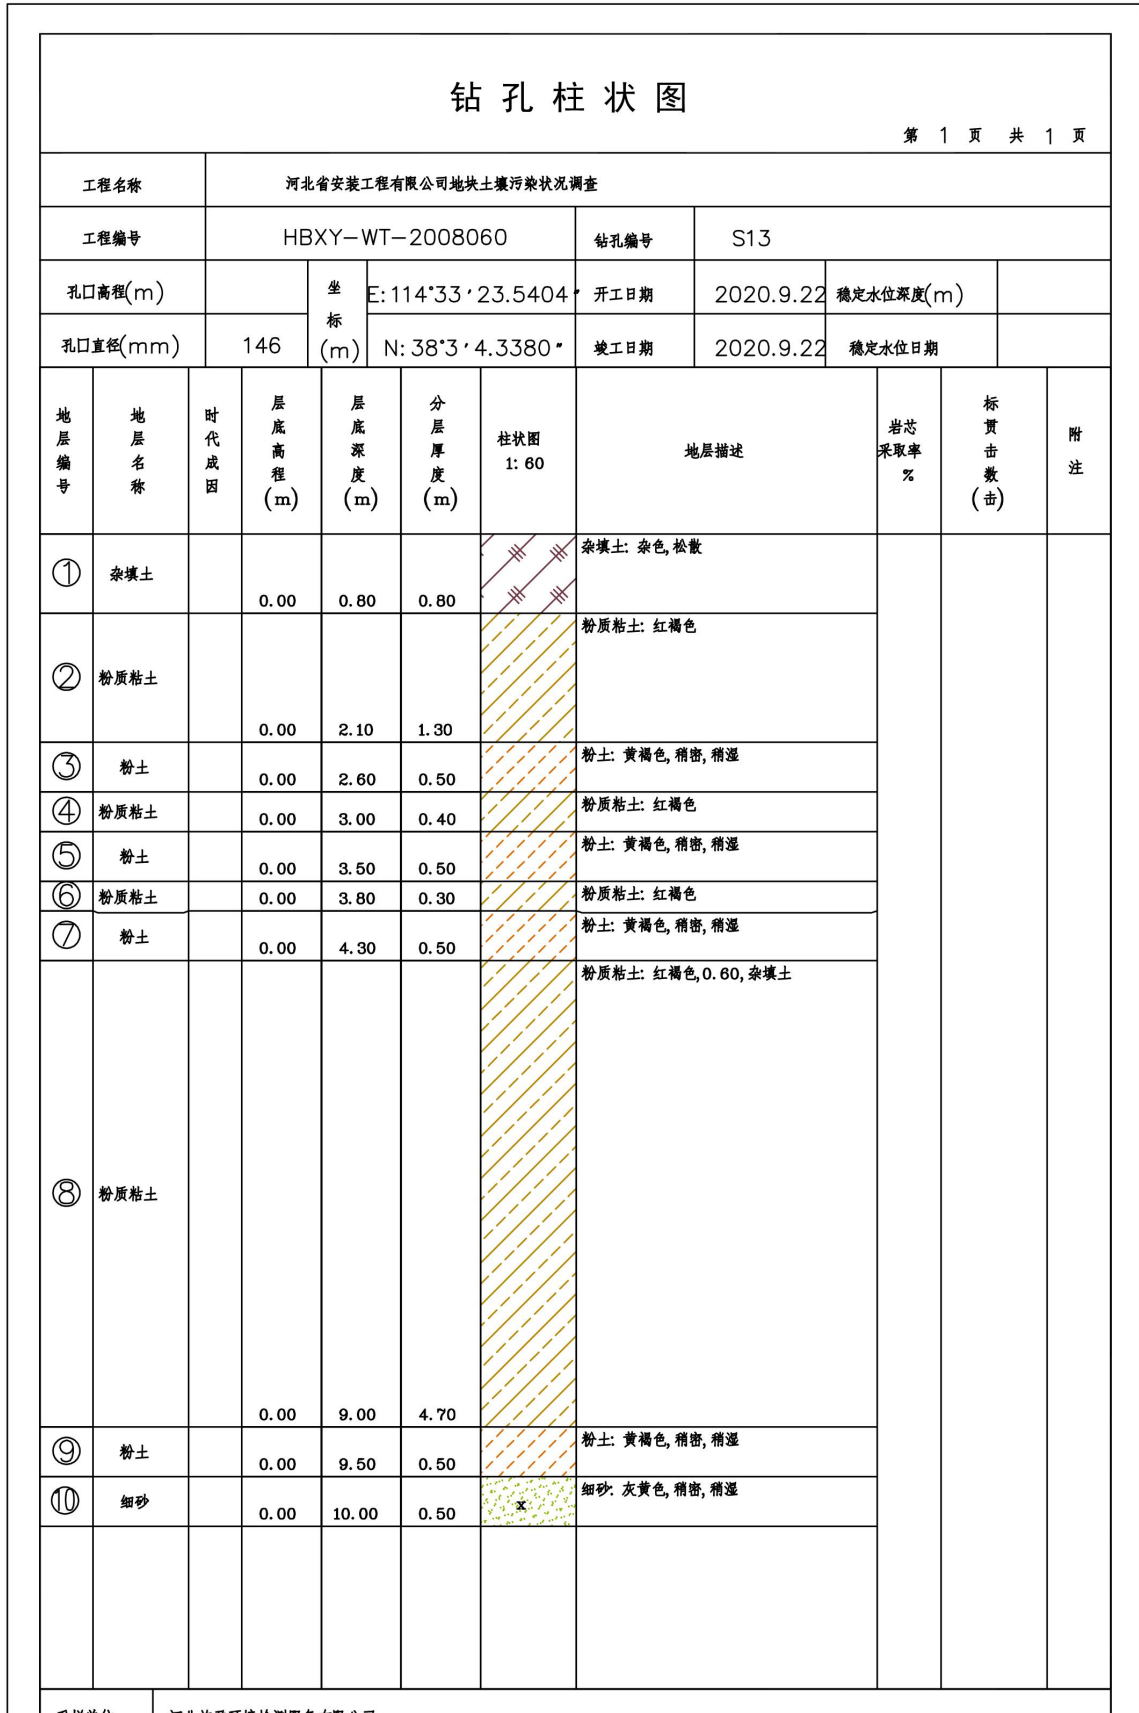 钻孔柱状图
第 1 页 共 1 页
工程名称 河北省安装工程有限公司地块土壤污染状况调查
工程编号 HBXY-WT-2008060 钻孔编号 S13
孔口高程(m) 坐标(m) E:114°33′23.5404″ 开工日期 2020.9.22 稳定水位深度(m)
孔口直径(mm) 146 N:38°3′4.3380″ 竣工日期 2020.9.22 稳定水位日期
地层编号 地层名称 时代成因 层底高程(m) 层底深度(m) 分层厚度(m) 柱状图 1:60 地层描述 岩芯采取率% 标贯击数(击) 附注
① 杂填土 0.00 0.80 0.80 杂填土: 杂色,松散
② 粉质粘土 0.00 2.10 1.30 粉质粘土: 红褐色
③ 粉土 0.00 2.60 0.50 粉土: 黄褐色,稍密,稍湿
④ 粉质粘土 0.00 3.00 0.40 粉质粘土: 红褐色
⑤ 粉土 0.00 3.50 0.50 粉土: 黄褐色,稍密,稍湿
⑥ 粉质粘土 0.00 3.80 0.30 粉质粘土: 红褐色
⑦ 粉土 0.00 4.30 0.50 粉土: 黄褐色,稍密,稍湿
⑧ 粉质粘土 0.00 9.00 4.70 粉质粘土: 红褐色,0.60,杂填土
⑨ 粉土 0.00 9.50 0.50 粉土: 黄褐色,稍密,稍湿
⑩ 细砂 0.00 10.00 0.50 x 细砂: 灰黄色,稍密,稍湿